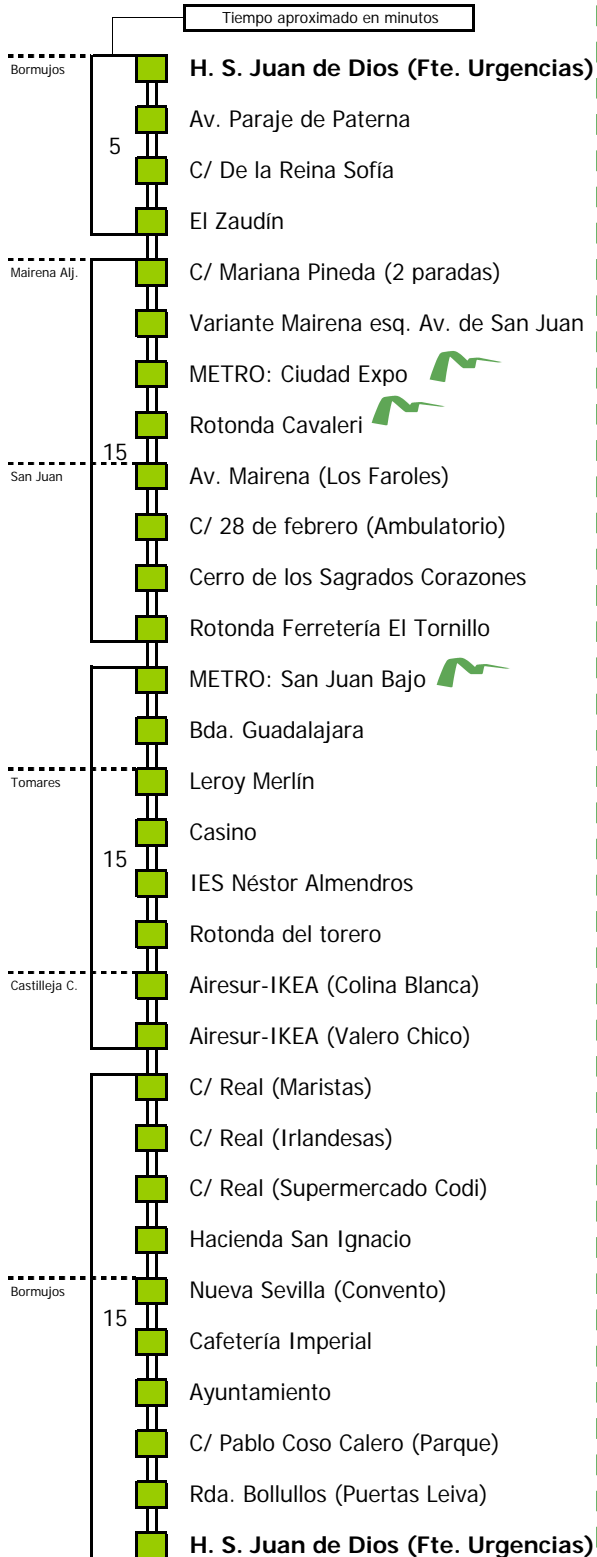 Tiempo aproximado en minutos
Bormujos
H. S. Juan de Dios (Fte. Urgencias)
Av. Paraje de Paterna
5
C/ De la Reina Sofía
El Zaudín
Mairena Alj.
C/ Mariana Pineda (2 paradas)
Variante Mairena esq. Av. de San Juan
METRO: Ciudad Expo
Rotonda Cavaleri
15
San Juan
Av. Mairena (Los Faroles)
C/ 28 de febrero (Ambulatorio)
Cerro de los Sagrados Corazones
Rotonda Ferretería El Tornillo
METRO: San Juan Bajo
Bda. Guadalajara
Tomares
Leroy Merlín
Casino
15
IES Néstor Almendros
Rotonda del torero
Castilleja C.
Airesur-IKEA (Colina Blanca)
Airesur-IKEA (Valero Chico)
C/ Real (Maristas)
C/ Real (Irlandesas)
C/ Real (Supermercado Codi)
Hacienda San Ignacio
Bormujos
Nueva Sevilla (Convento)
15
Cafetería Imperial
Ayuntamiento
C/ Pablo Coso Calero (Parque)
Rda. Bollullos (Puertas Leiva)
H. S. Juan de Dios (Fte. Urgencias)